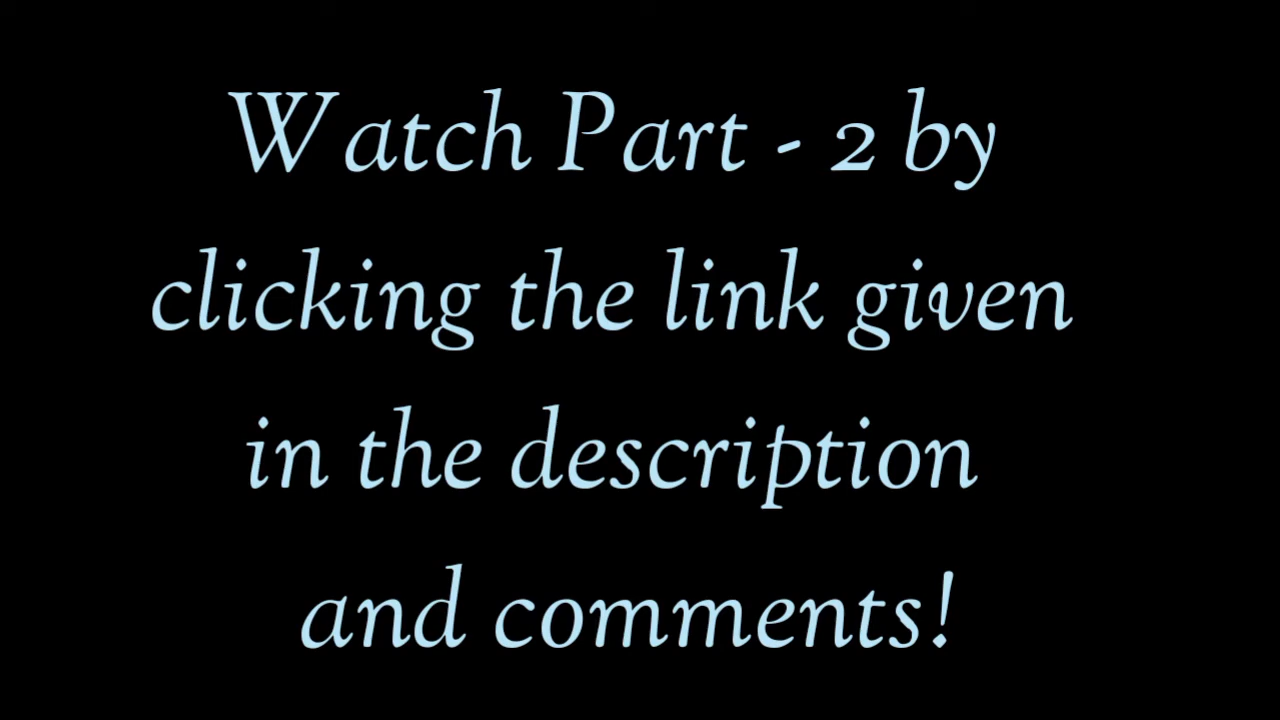 Watch Part - 2 by
clicking the link given
in the description
and comments!